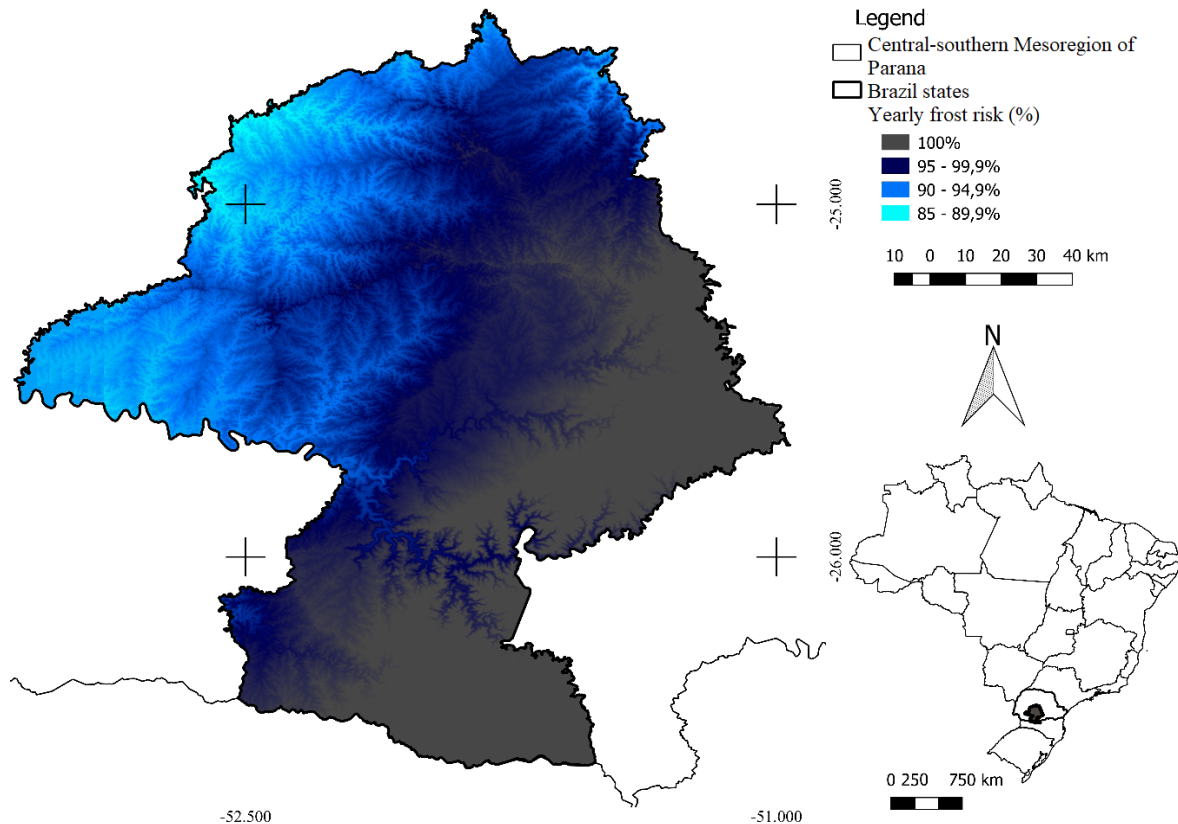 Legend
Central-southern Mesoregion of
Parana
Brazil states
Yearly frost risk (%)
100%
95 - 99,9%
90 - 94,9%
85 - 89,9%
-25.000
10 0 10 20 30 40 km
N
-26.000
0 250 750 km
-52.500
-51.000